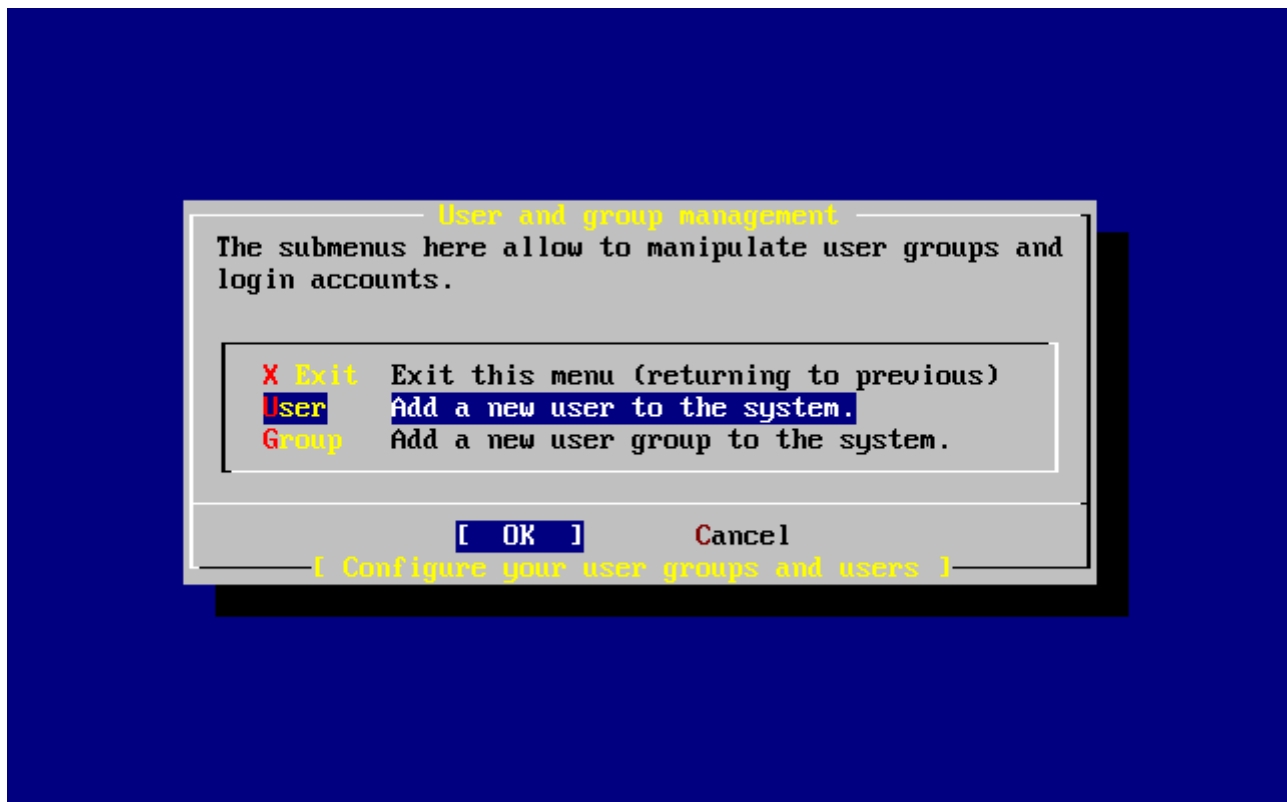 User and group management
The submenus here allow to manipulate user groups and
login accounts.
X Exit Exit this menu (returning to previous)
User Add a new user to the system.
Group Add a new user group to the system.
[ OK ] Cancel
[ Configure your user groups and users ]